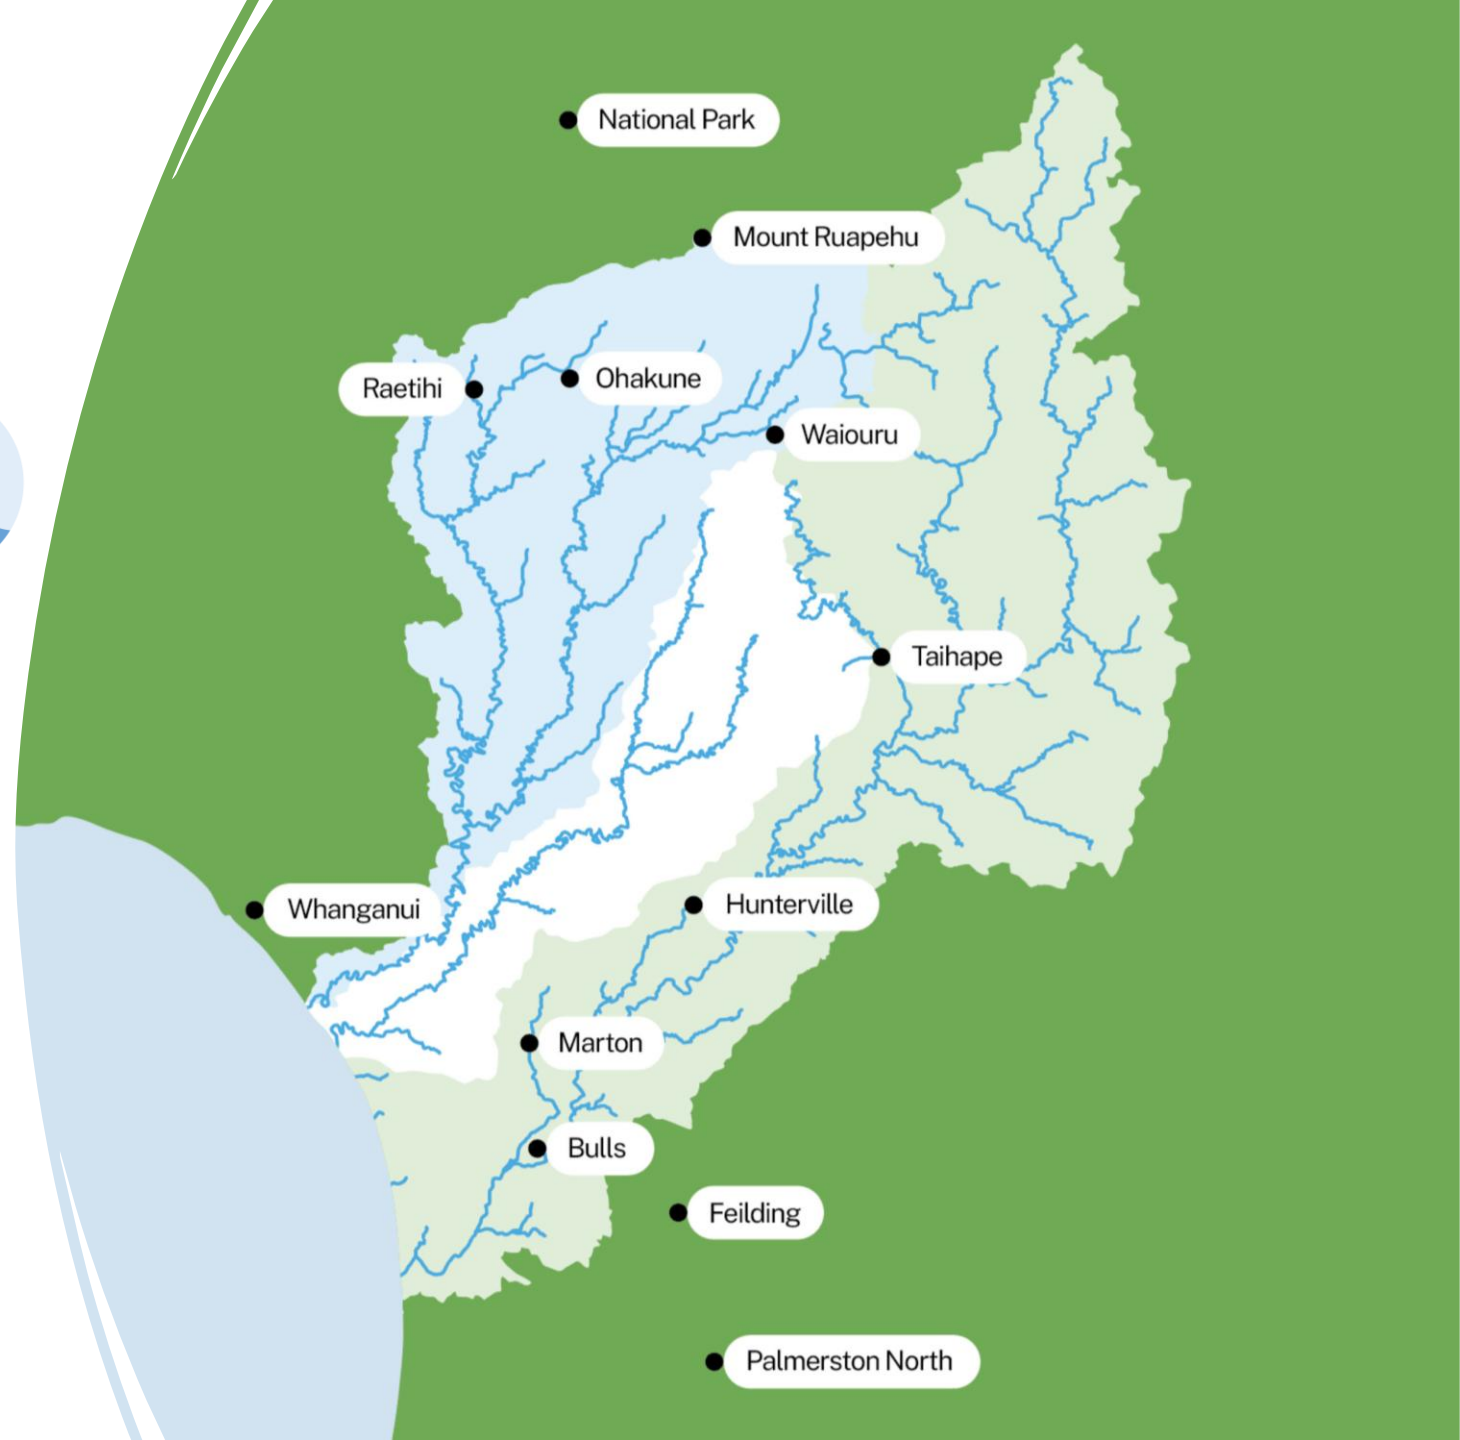 National Park
Mount Ruapehu
Raetihi
Ohakune
Waiouru
Taihape
Hunterville
Whanganui
Marton
Bulls
Feilding
Palmerston North